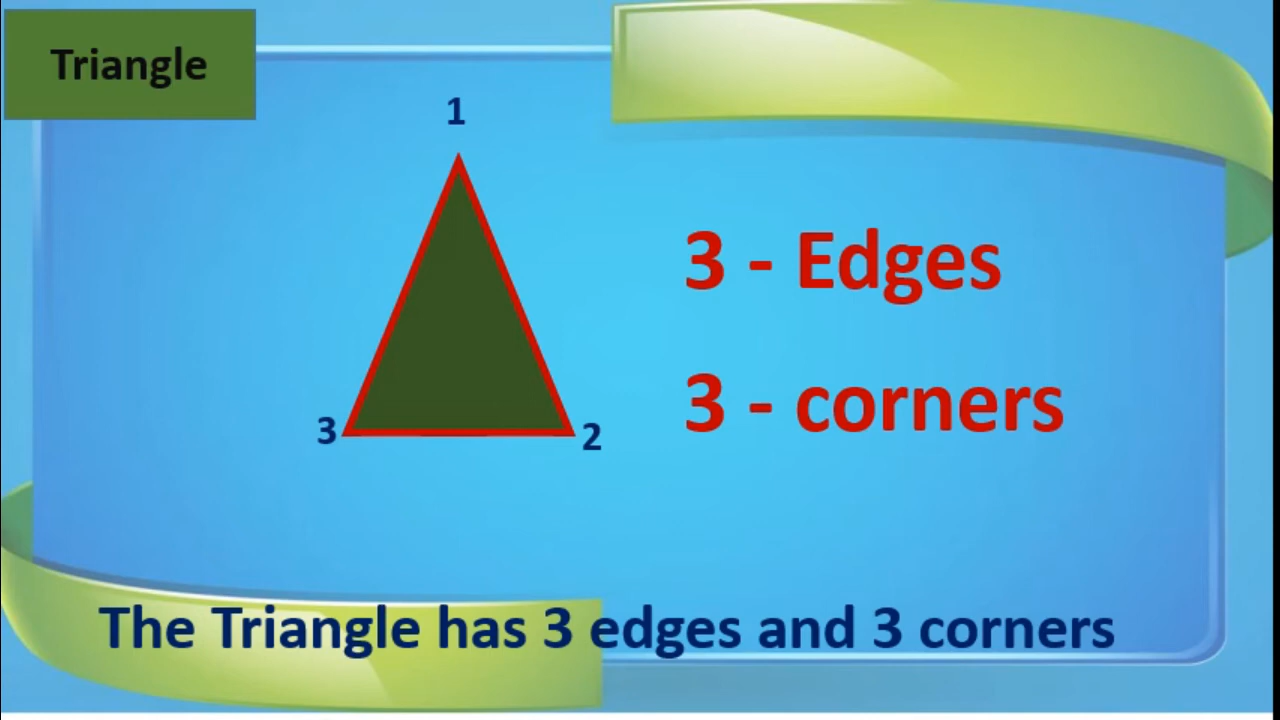 Triangle
1
3 - Edges
3 - corners
3
2
The Triangle has 3 edges and 3 corners